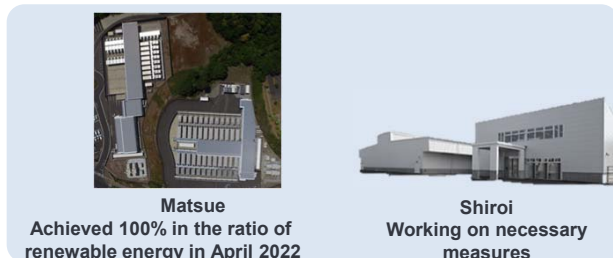 Matsue
Achieved 100% in the ratio of
renewable energy in April 2022
Shiroi
Working on necessary
measures